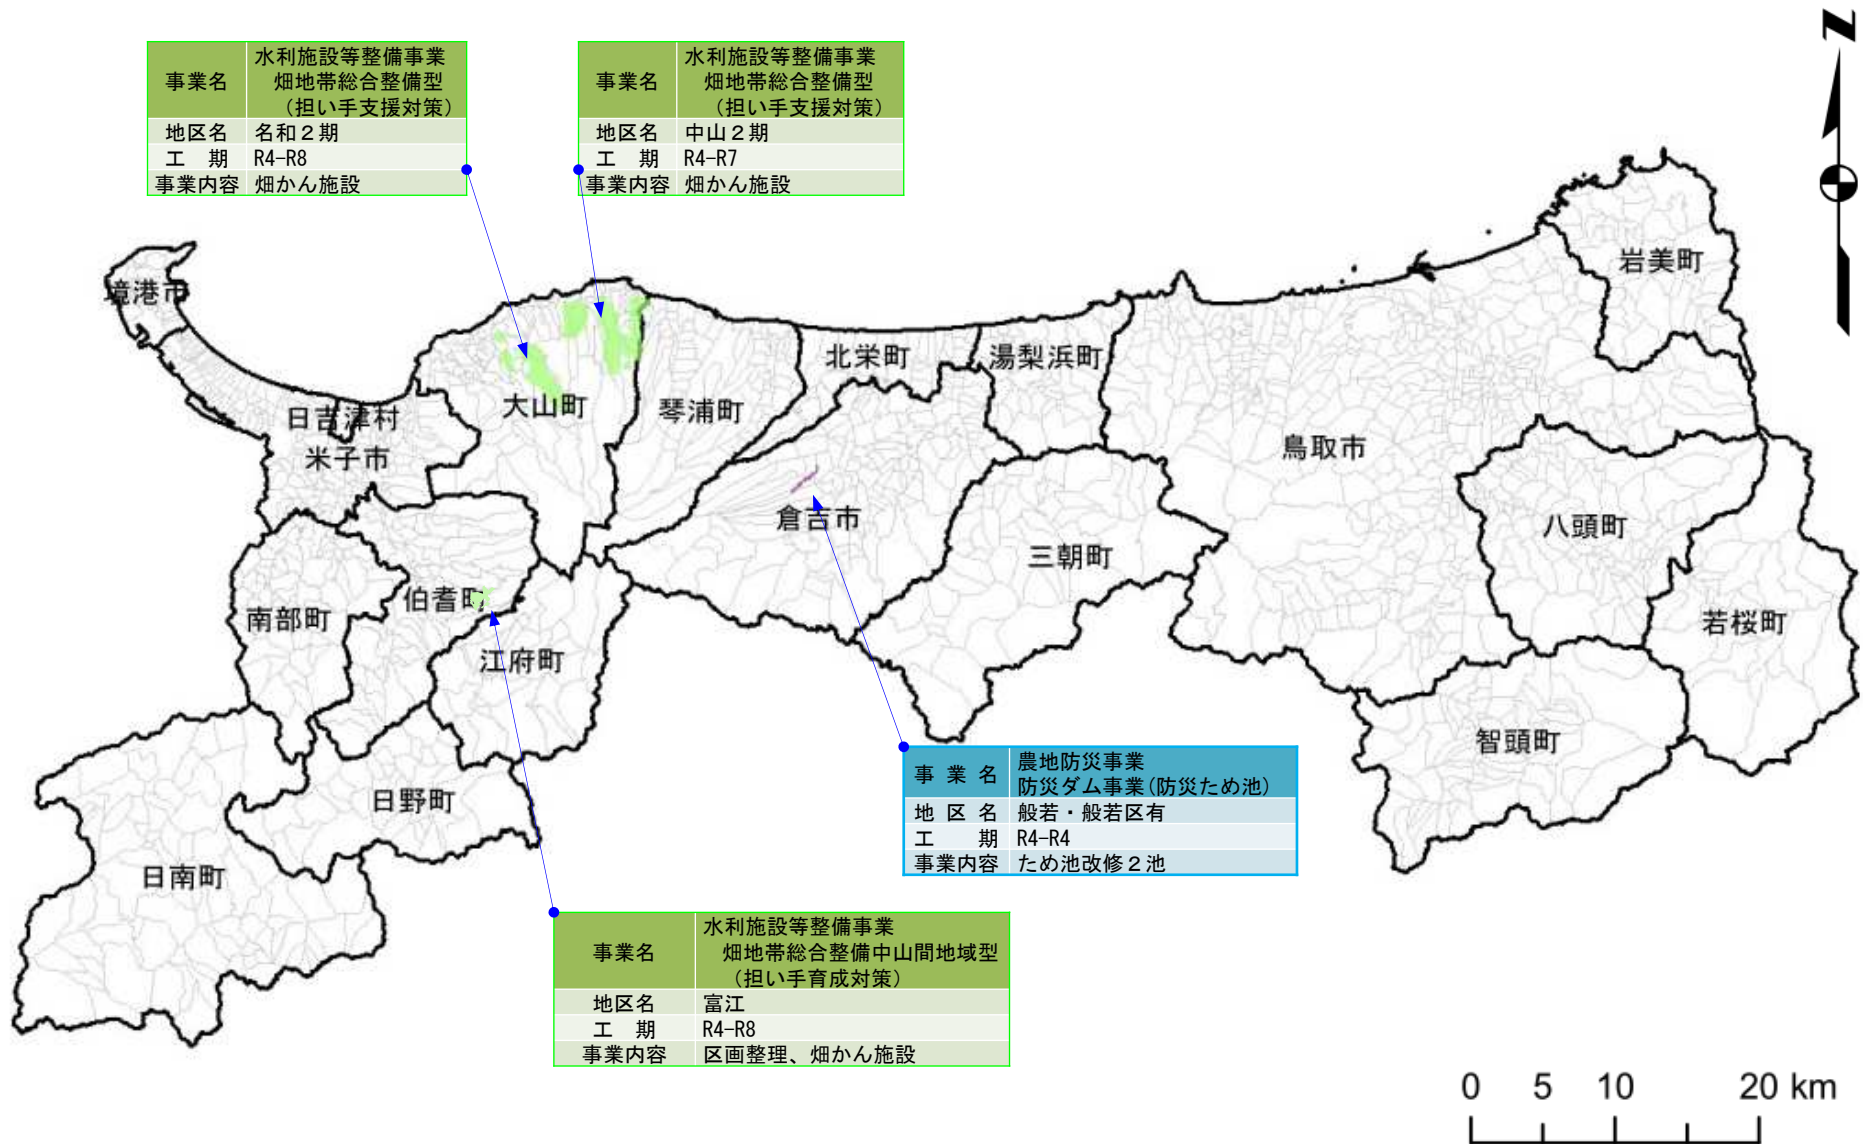 事業名 水利施設等整備事業
畑地帯総合整備型
（担い手支援対策）
地区名 名和２期
工　期 R4-R8
事業内容 畑かん施設
事業名 水利施設等整備事業
畑地帯総合整備型
（担い手支援対策）
地区名 中山２期
工　期 R4-R7
事業内容 畑かん施設
N
岩美町
境港市
北栄町
湯梨浜町
大山町
琴浦町
日吉津村
米子市
鳥取市
倉吉市
八頭町
三朝町
伯耆町
南部町
若桜町
江府町
智頭町
日野町
日南町
事 業 名 農地防災事業
防災ダム事業(防災ため池)
地 区 名 般若・般若区有
工　　期 R4-R4
事業内容 ため池改修２池
事業名 水利施設等整備事業
畑地帯総合整備中山間地域型
（担い手育成対策）
地区名 富江
工　期 R4-R8
事業内容 区画整理、畑かん施設
0 5 10 20 km